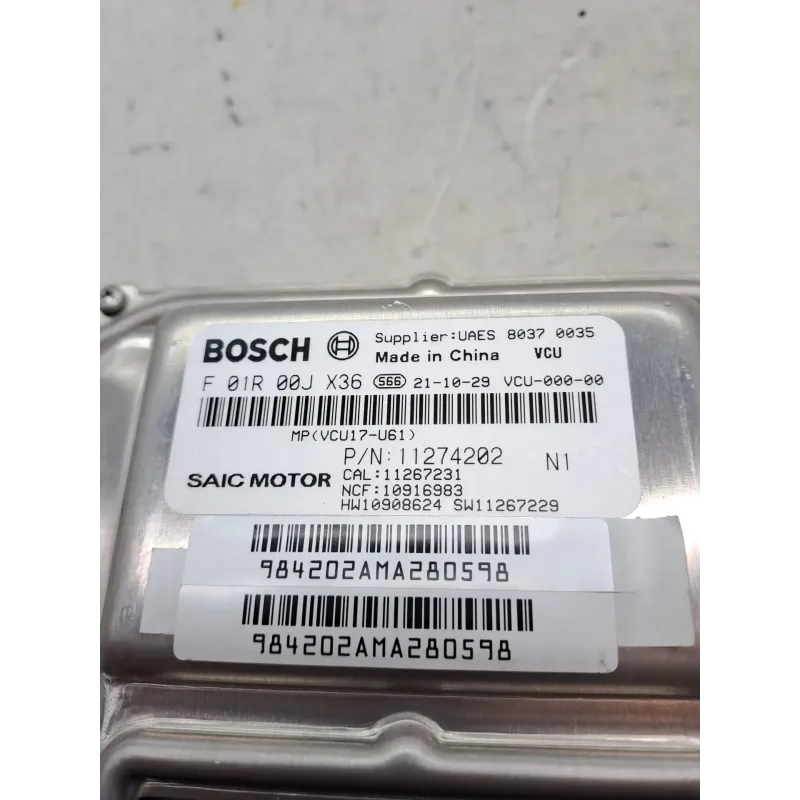 BOSCH Supplier:UAES 8037 0035
Made in China VCU
F 01R 00J X36 S66 21-10-29 VCU-000-00
MP(VCU17-U61)
P/N:11274202 N1
SAIC MOTOR CAL:11267231
NCF:10916983
HW10908624 SW11267229
984202AMA280598
984202AMA280598